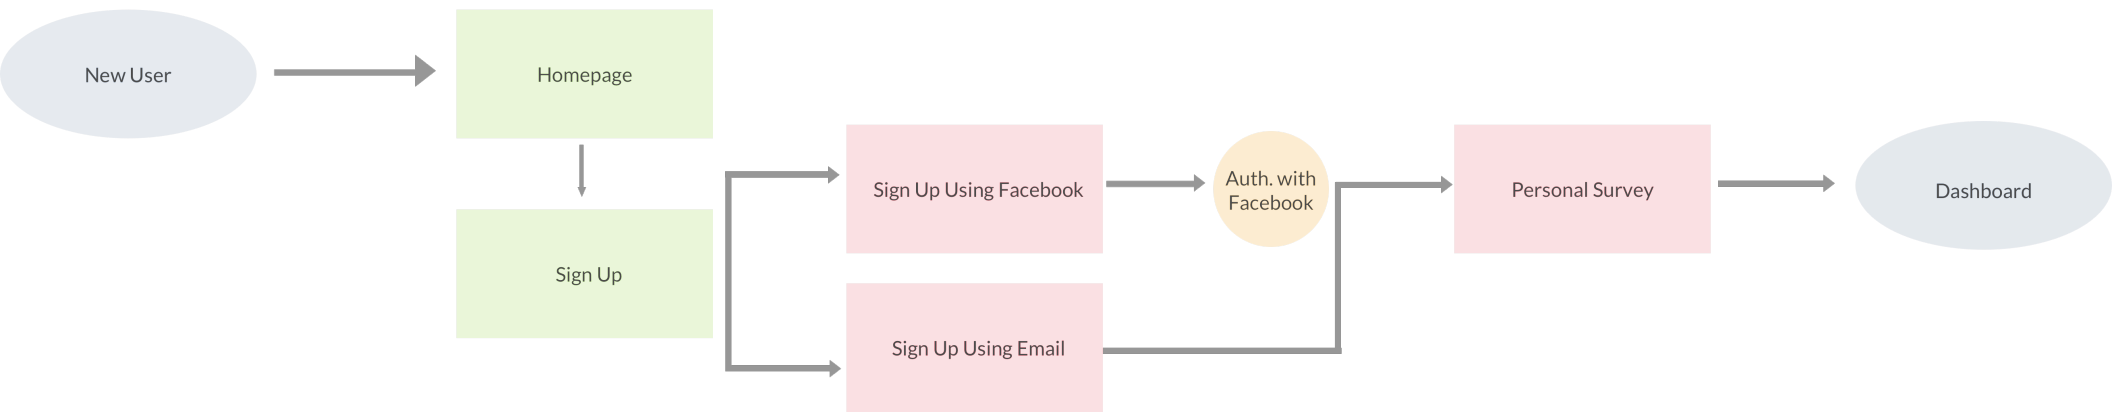 New User
Homepage
Sign Up
Sign Up Using Facebook
Auth. with
Facebook
Sign Up Using Email
Personal Survey
Dashboard